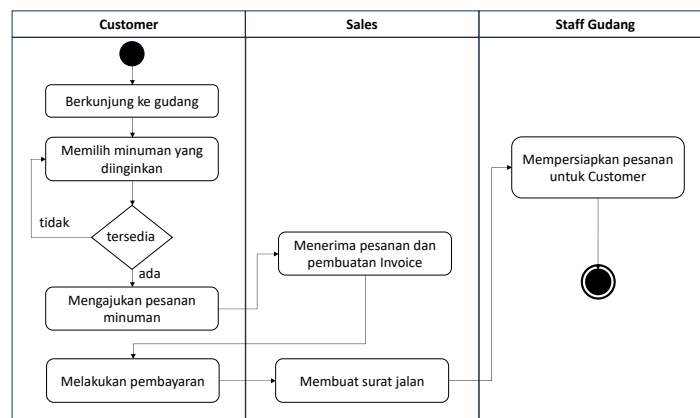 Customer
Sales
Staff Gudang
Berkunjung ke gudang
Memilih minuman yang
diinginkan
tidak
tersedia
ada
Mengajukan pesanan
minuman
Menerima pesanan dan
pembuatan Invoice
Melakukan pembayaran
Membuat surat jalan
Mempersiapkan pesanan
untuk Customer